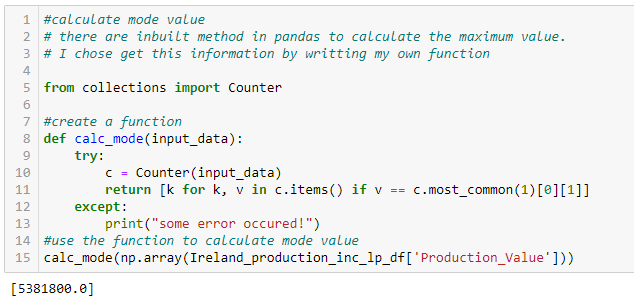 1 #calculate mode value
2 # there are inbuilt method in pandas to calculate the maximum value.
3 # I chose get this information by writting my own function
4
5 from collections import Counter
6
7 #create a function
8 def calc_mode(input_data):
9     try:
10         c = Counter(input_data)
11         return [k for k, v in c.items() if v == c.most_common(1)[0][1]]
12     except:
13         print("some error occured!")
14 #use the function to calculate mode value
15 calc_mode(np.array(Ireland_production_inc_lp_df['Production_Value']))
[5381800.0]